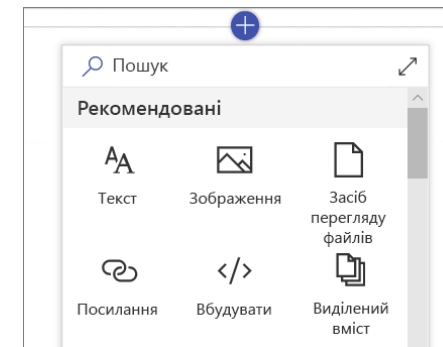 Пошук
Рекомендовані
Текст
Зображення
Засіб
перегляду
файлів
Посилання
Вбудувати
Виділений
вміст